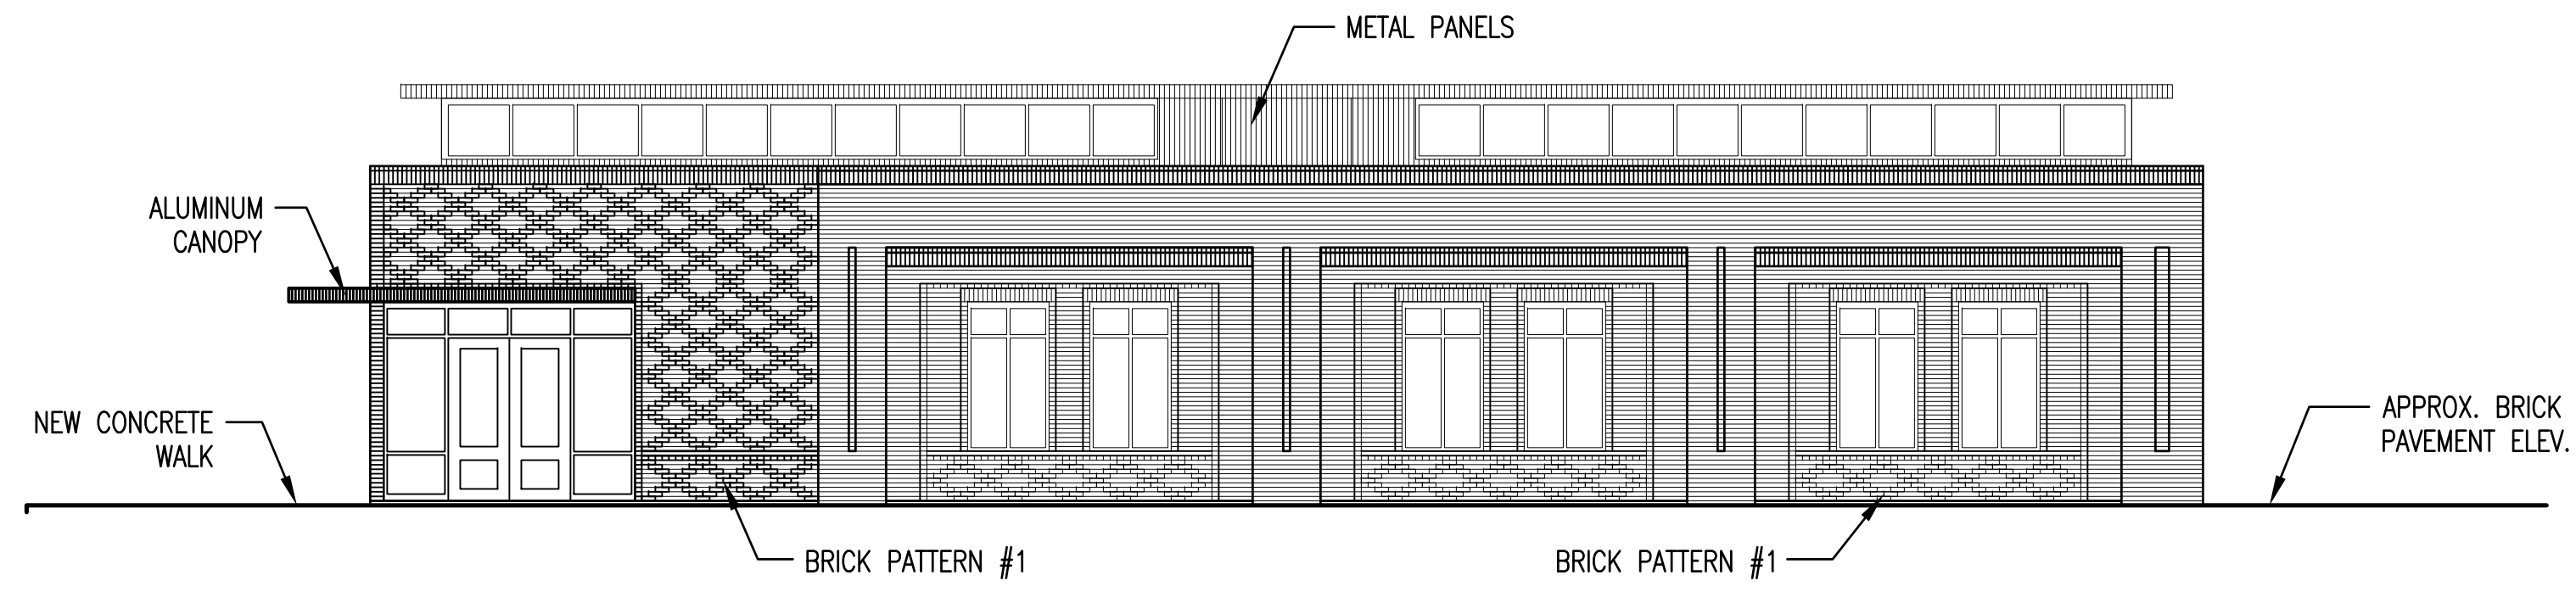 METAL PANELS
ALUMINUM
CANOPY
NEW CONCRETE
WALK
APPROX. BRICK
PAVEMENT ELEV.
BRICK PATTERN #1
BRICK PATTERN #1